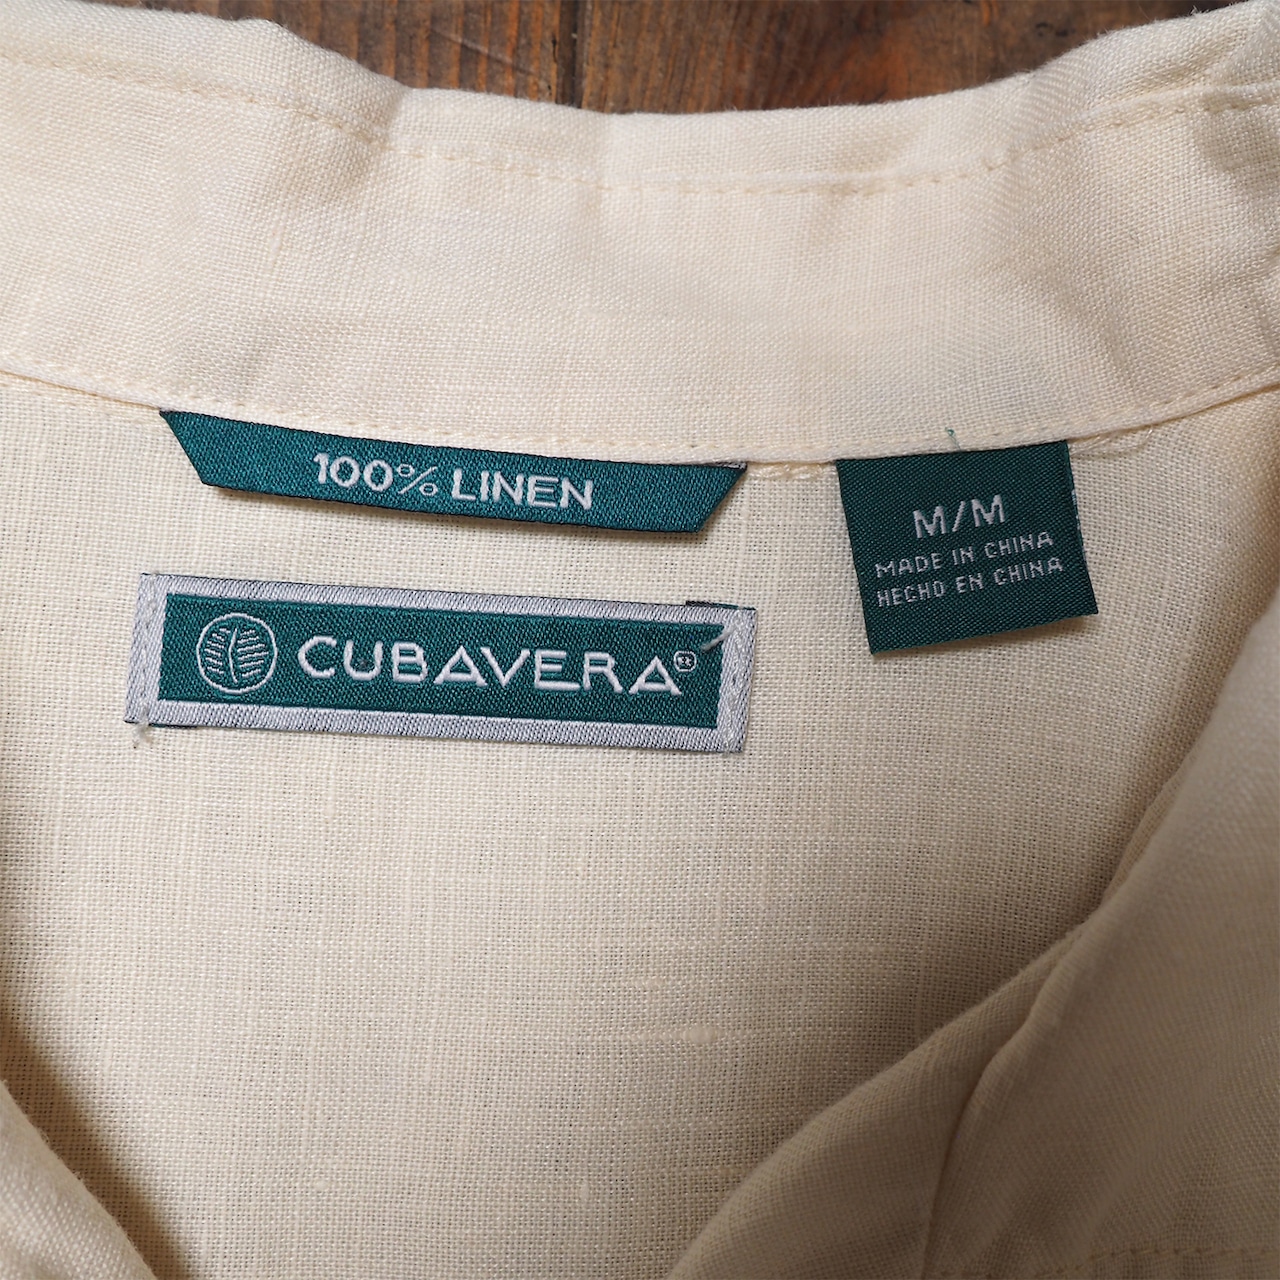 100% LINEN
M/M
MADE IN CHINA
HECHO EN CHINA
CUBAVERA®